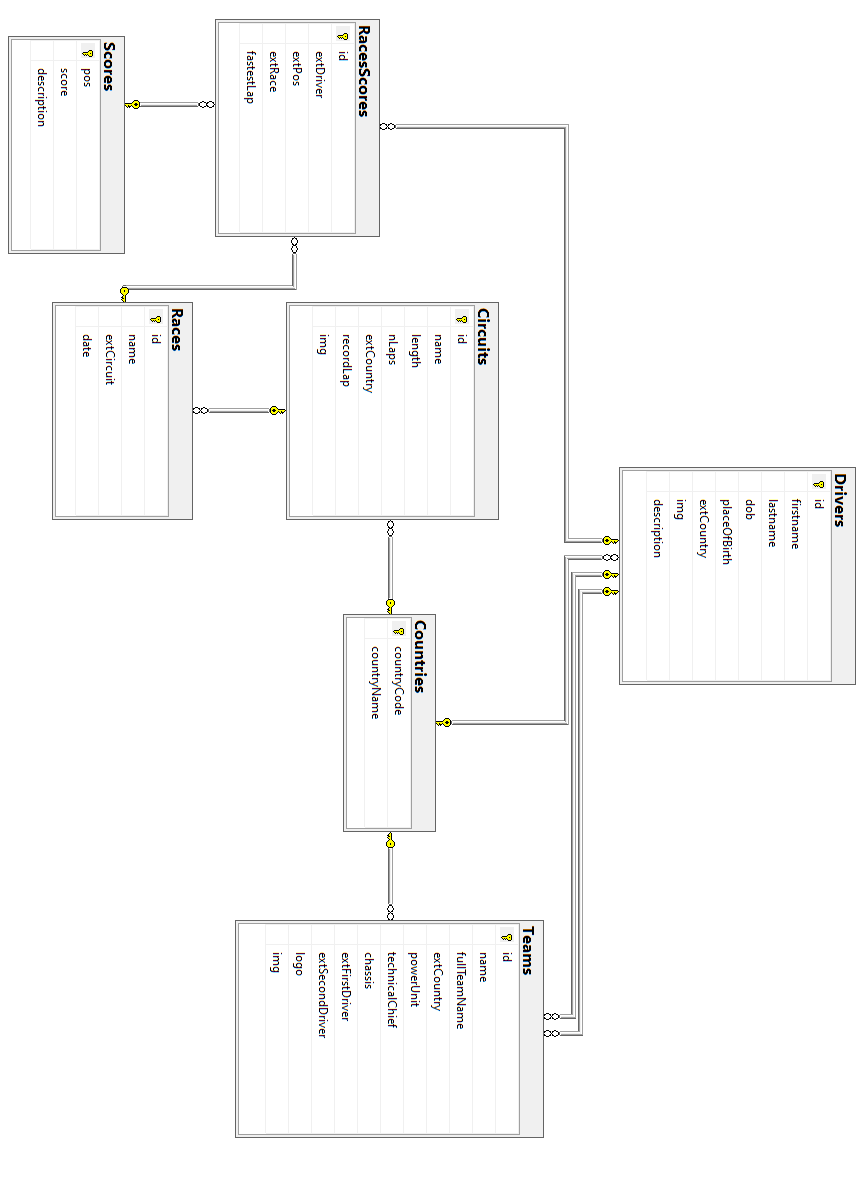 Drivers
id
firstname
lastname
dob
placeOfBirth
extCountry
img
description
Teams
id
name
fullTeamName
extCountry
powerUnit
technicalChief
chassis
extFirstDriver
extSecondDriver
logo
img
Circuits
id
name
length
nLaps
extCountry
recordLap
img
Countries
countryCode
countryName
RacesScores
id
extDriver
extPos
extRace
fastestLap
Races
id
name
extCircuit
date
Scores
pos
score
description